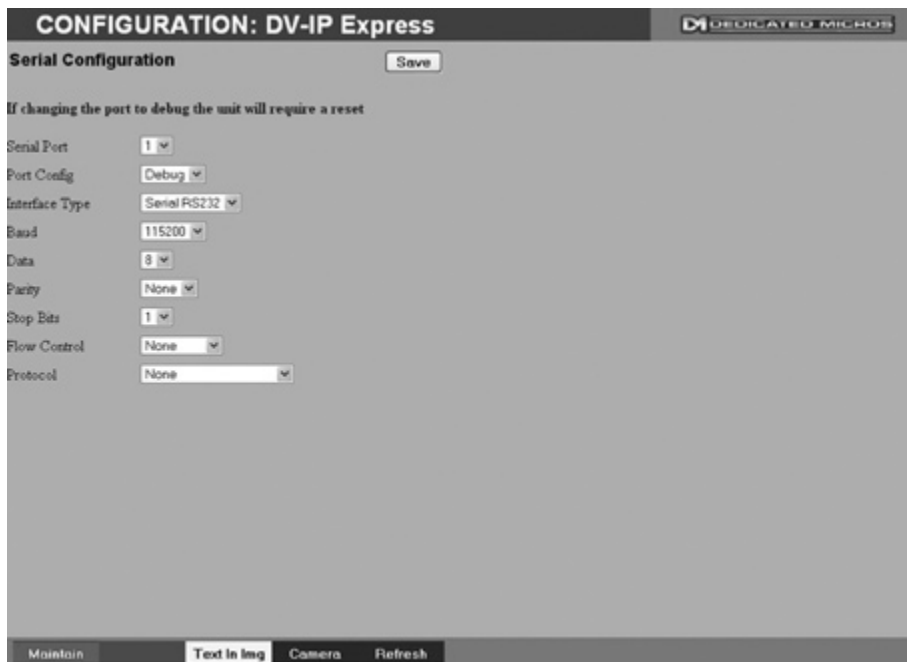 CONFIGURATION: DV-IP Express
DEDICATED MICROS
Serial Configuration
Save
If changing the port to debug the unit will require a reset
Serial Port 1
Port Config Debug
Interface Type Serial RS232
Baud 115200
Data 8
Parity None
Stop Bits 1
Flow Control None
Protocol None
Maintain Text In Img Camera Refresh